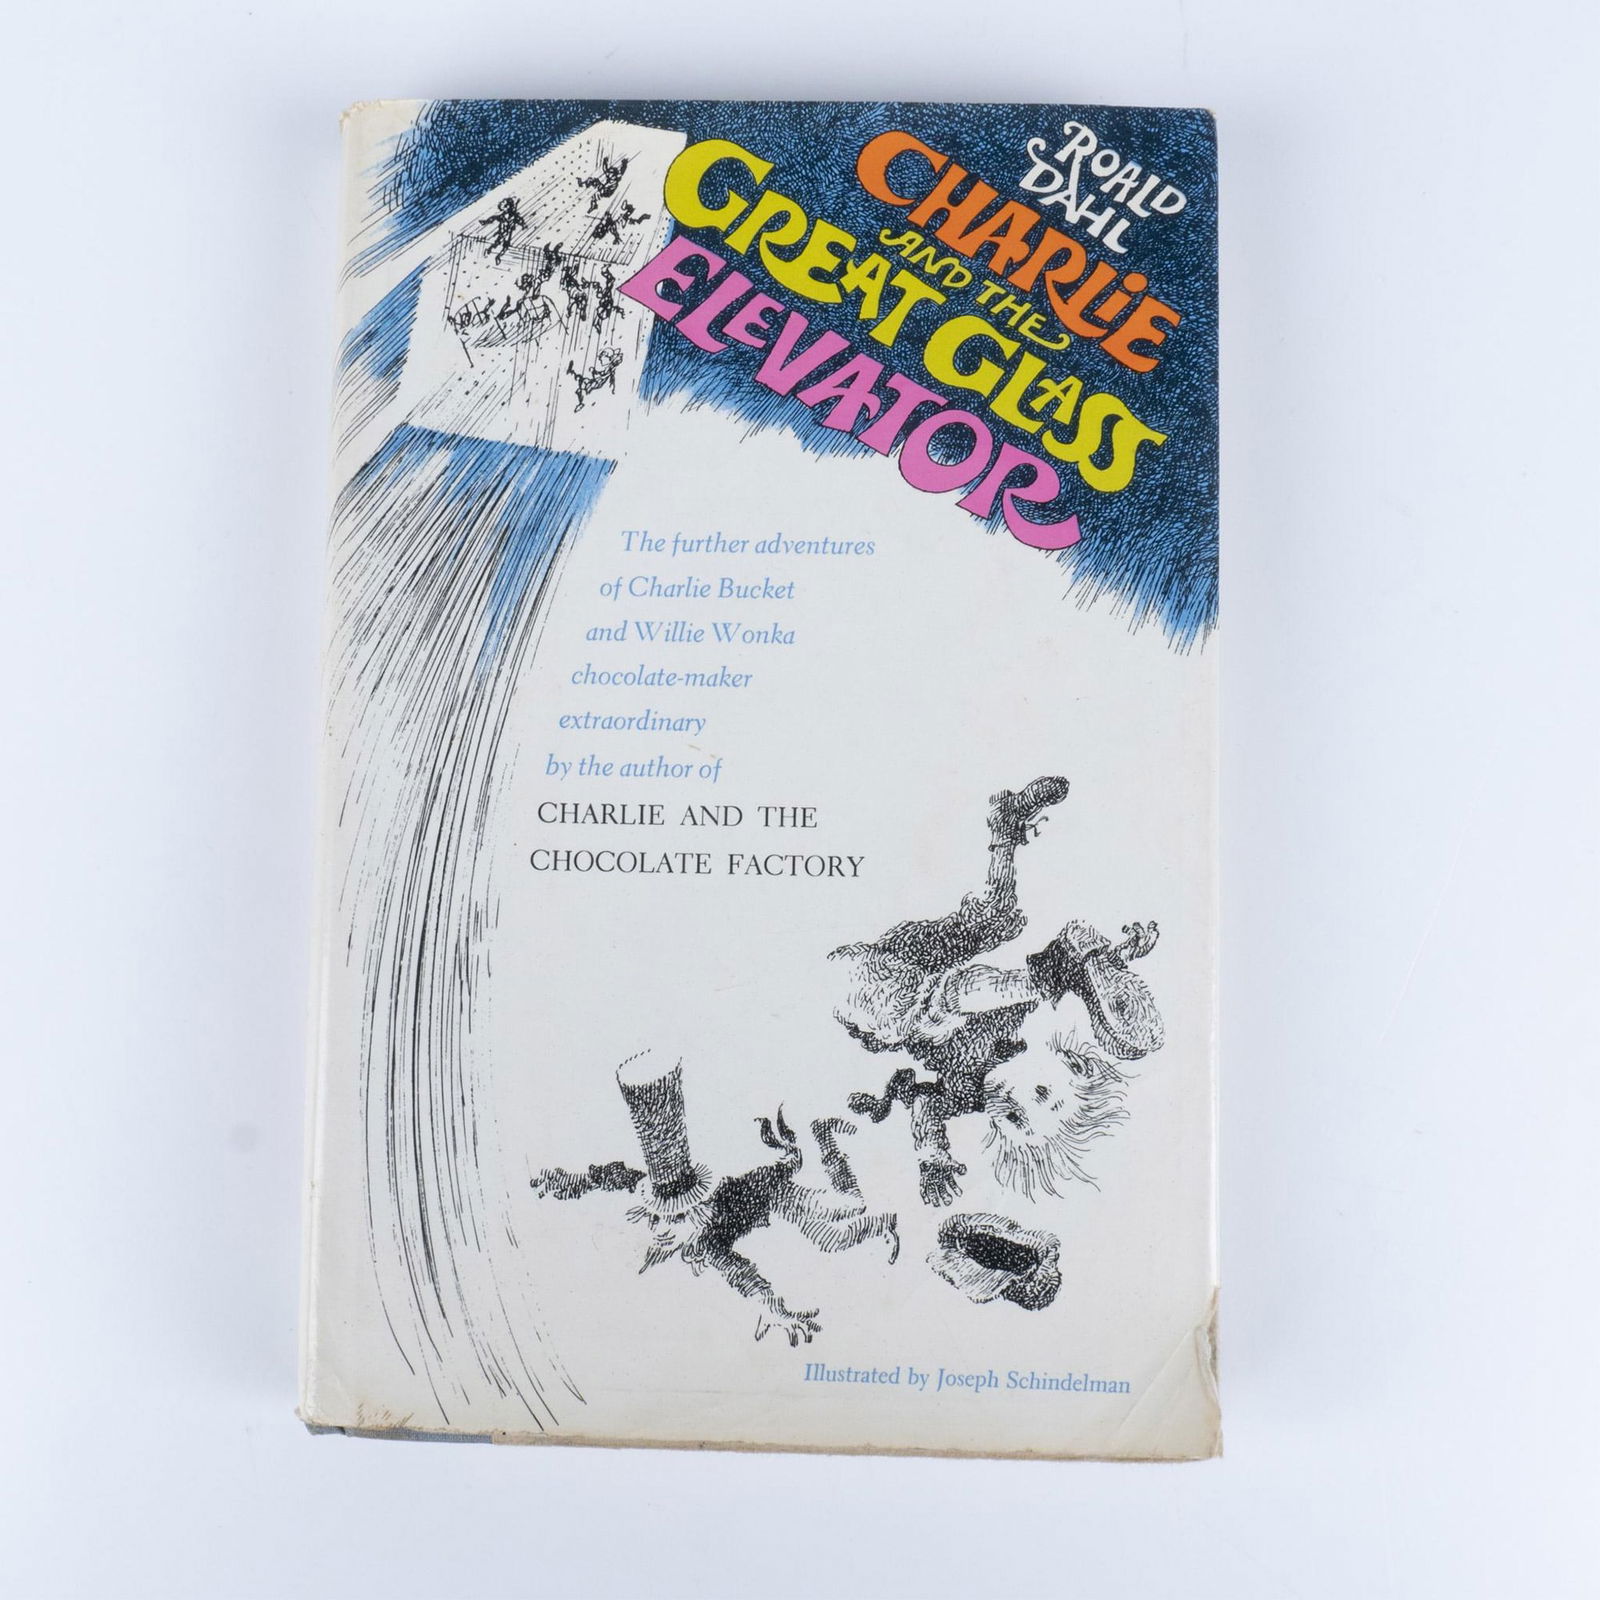 ROALD
DAHL
CHARLiE
AND THE
GREAT GLASS
ELeVATOR
The further adventures
of Charlie Bucket
and Willie Wonka
chocolate-maker
extraordinary
by the author of
CHARLIE AND THE
CHOCOLATE FACTORY
Illustrated by Joseph Schindelman